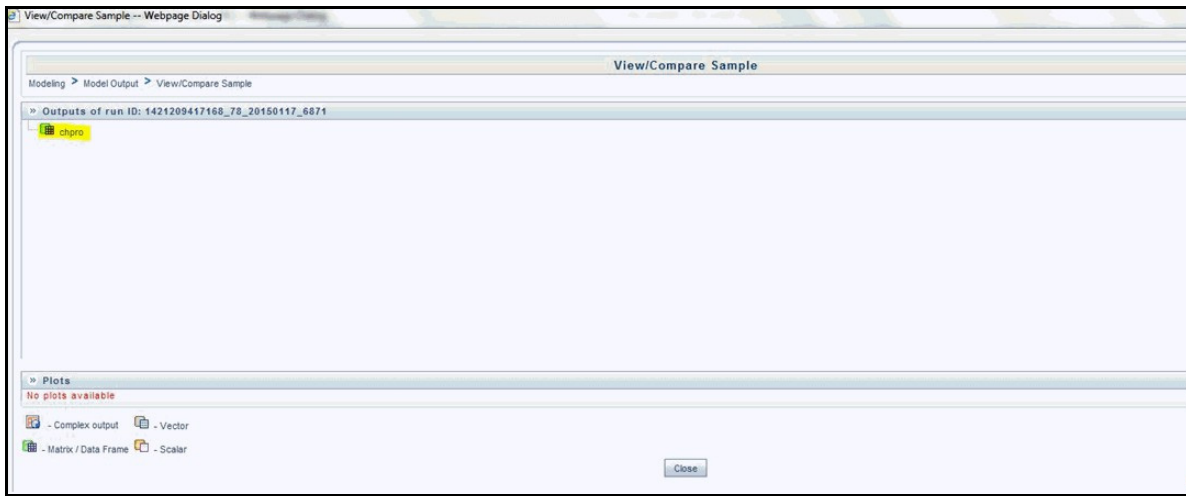 View/Compare Sample -- Webpage Dialog
View/Compare Sample
Modeling > Model Output > View/Compare Sample
» Outputs of run ID: 1421209417168_78_20150117_6871
chpro
» Plots
No plots available
- Complex output - Vector
- Matrix / Data Frame - Scalar
Close